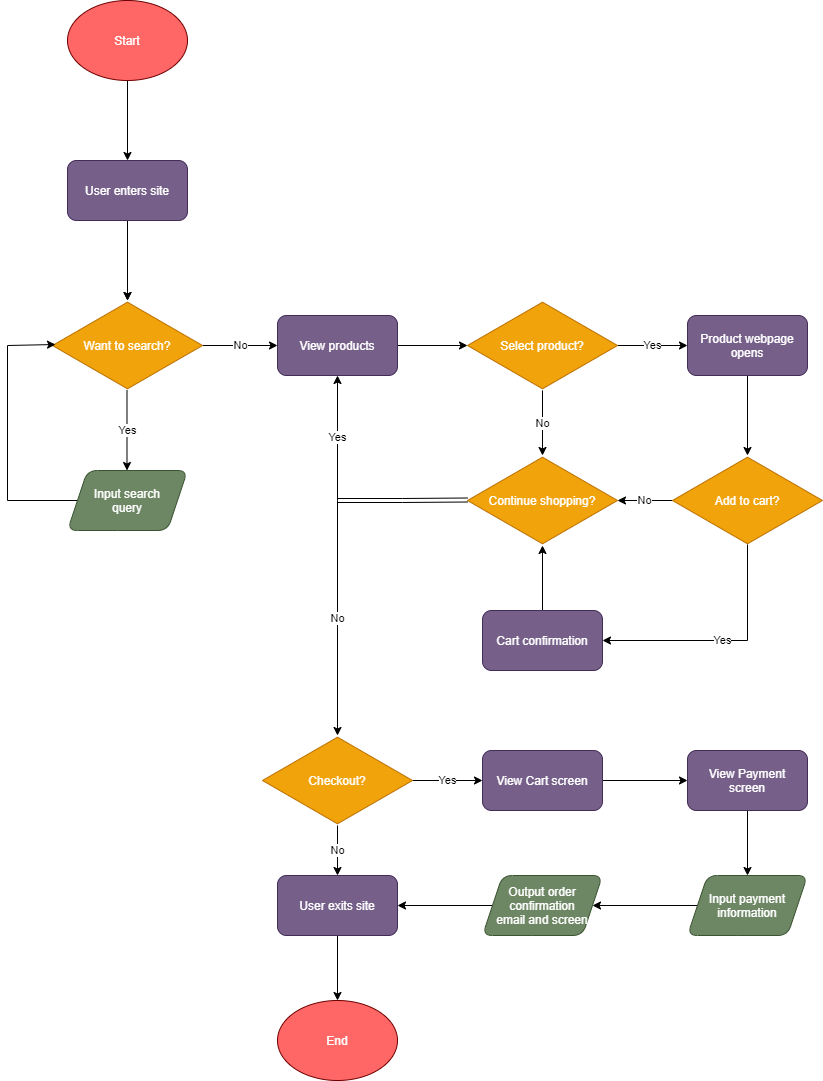 Start
User enters site
Want to search?
No
View products
Select product?
Yes
Product webpage
opens
Yes
No
Yes
Input search
query
Continue shopping?
No
Add to cart?
No
Cart confirmation
Yes
Checkout?
Yes
View Cart screen
View Payment
screen
No
User exits site
Output order
confirmation
email and screen
Input payment
information
End